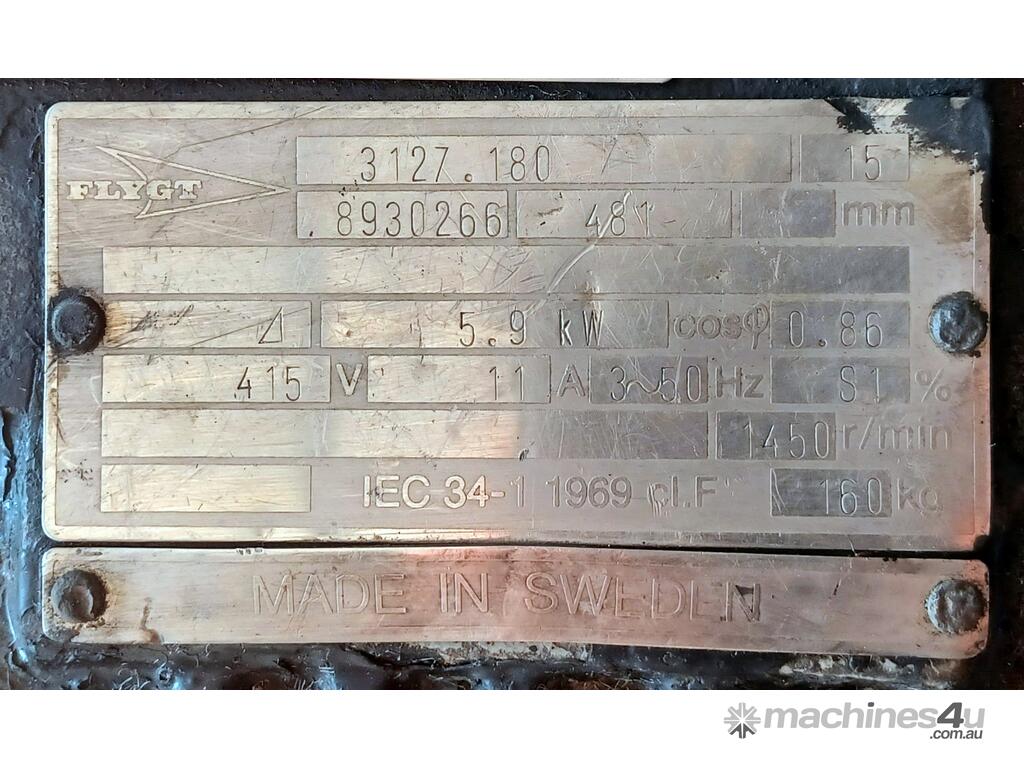 3127.180 15
FLYGT
8930266 481 mm
Δ 5.9 kW cosφ 0.86
415 V 11 A 3~50 Hz S1 %
1450 r/min
IEC 34-1 1969 cl.F 160 kg
MADE IN SWEDEN
machines4u
.com.au